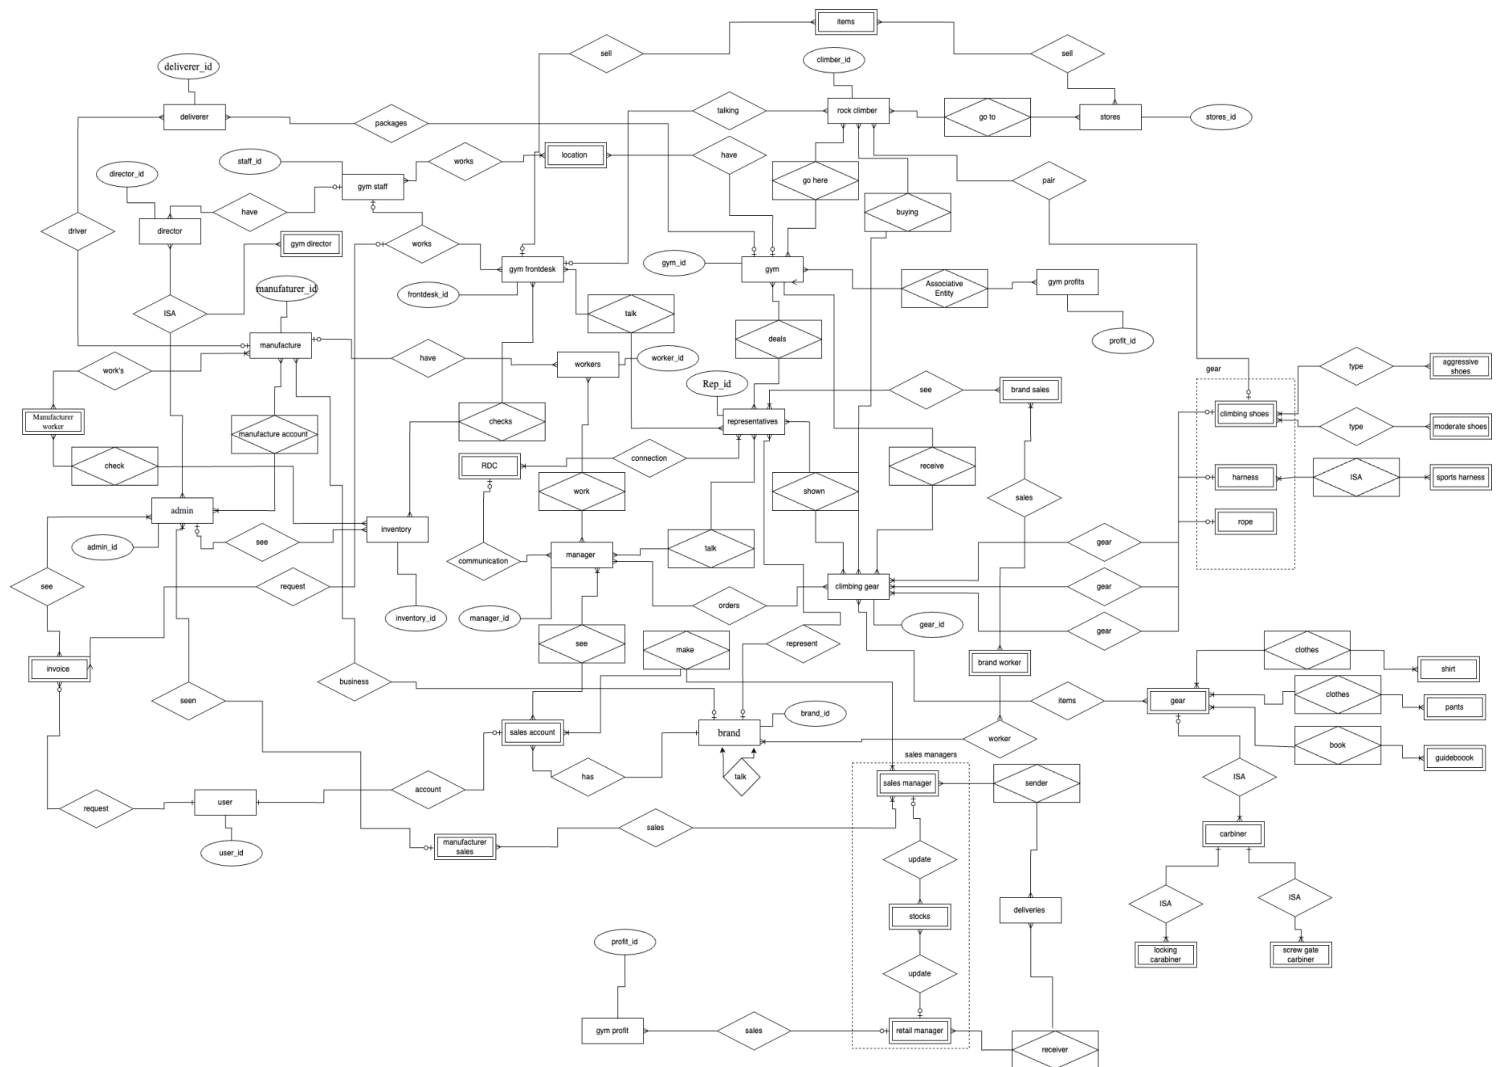 items
sell
sell
climber_id
deliverer_id
deliverer
packages
talking
rock climber
go to
stores
stores_id
staff_id
works
location
have
director_id
gym staff
go here
pair
have
buying
director
driver
gym director
works
gym_id
gym
gym frontdesk
manufaturer_id
frontdesk_id
Associative
Entity
gym profits
ISA
talk
deals
profit_id
manufacture
have
workers
worker_id
work's
gear
type
aggressive
shoes
Rep_id
see
brand sales
Manufacturer
worker
manufacture account
checks
representatives
climbing shoes
type
moderate shoes
check
RDC
connection
receive
harness
ISA
sports harness
work
shown
sales
admin
rope
inventory
admin_id
see
talk
gear
communication
manager
see
request
climbing gear
gear
orders
inventory_id
manager_id
gear_id
gear
see
make
represent
clothes
invoice
brand worker
shirt
business
seen
items
gear
clothes
pants
brand_id
sales account
brand
worker
book
guideboook
sales managers
has
talk
ISA
account
sales manager
sender
request
user
sales
carbiner
user_id
manufacturer
sales
update
ISA
ISA
stocks
deliveries
profit_id
locking
carabiner
screw gate
carbiner
update
gym profit
sales
retail manager
receiver